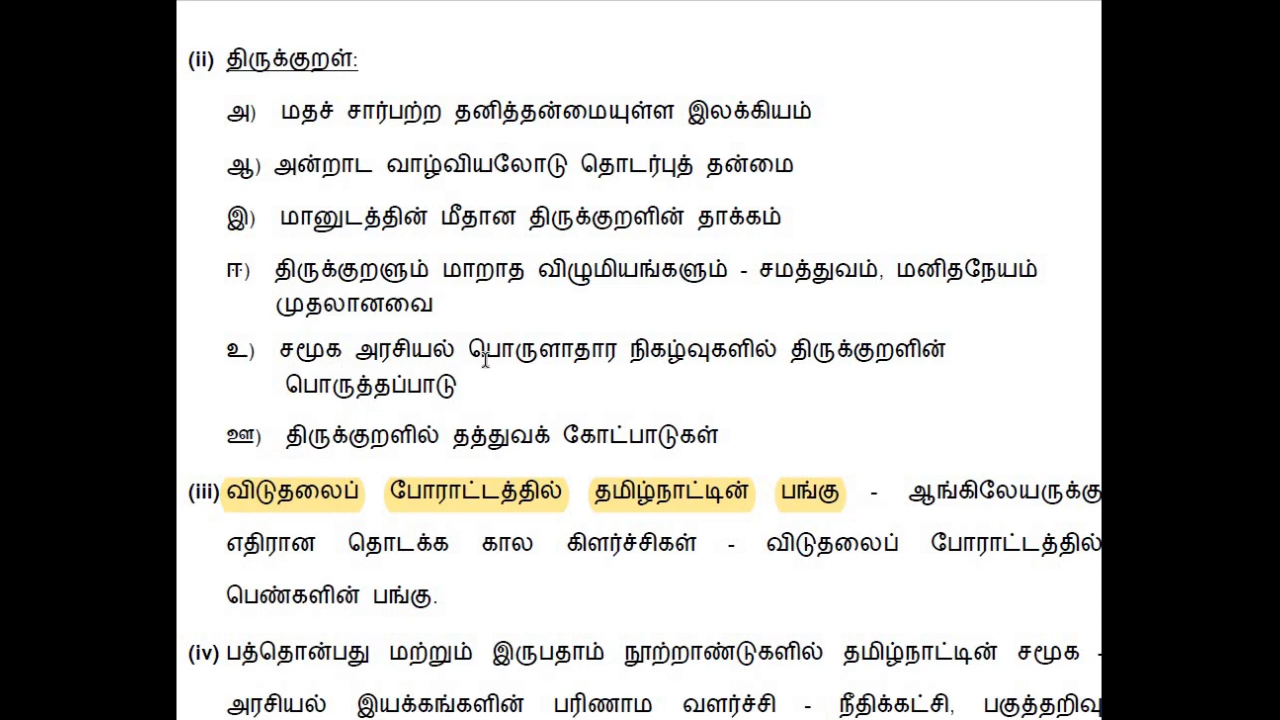 (ii) திருக்குறள்:
அ) மதச் சார்பற்ற தனித்தன்மையுள்ள இலக்கியம்
ஆ) அன்றாட வாழ்வியலோடு தொடர்புத் தன்மை
இ) மானுடத்தின் மீதான திருக்குறளின் தாக்கம்
ஈ) திருக்குறளும் மாறாத விழுமியங்களும் - சமத்துவம், மனிதநேயம்
முதலானவை
உ) சமூக அரசியல் பொருளாதார நிகழ்வுகளில் திருக்குறளின்
பொருத்தப்பாடு
ஊ) திருக்குறளில் தத்துவக் கோட்பாடுகள்
(iii) விடுதலைப் போராட்டத்தில் தமிழ்நாட்டின் பங்கு - ஆங்கிலேயருக்கு
எதிரான தொடக்க கால கிளர்ச்சிகள் - விடுதலைப் போராட்டத்தில்
பெண்களின் பங்கு.
(iv) பத்தொன்பது மற்றும் இருபதாம் நூற்றாண்டுகளில் தமிழ்நாட்டின் சமூக -
அரசியல் இயக்கங்களின் பரிணாம வளர்ச்சி - நீதிக்கட்சி, பகுத்தறிவு